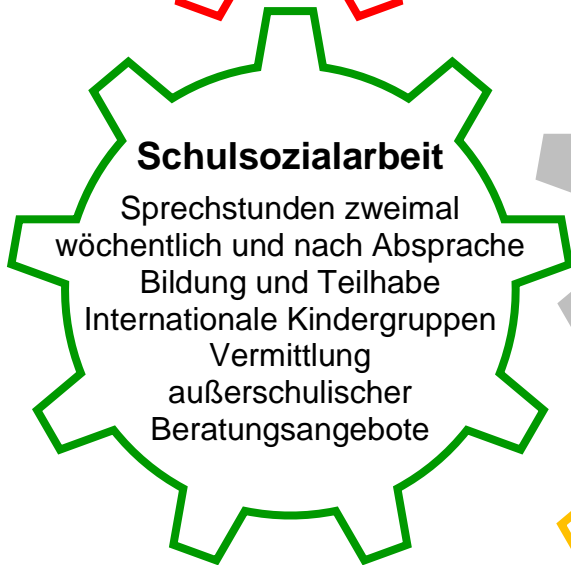 Schulsozialarbeit
Sprechstunden zweimal
wöchentlich und nach Absprache
Bildung und Teilhabe
Internationale Kindergruppen
Vermittlung
außerschulischer
Beratungsangebote